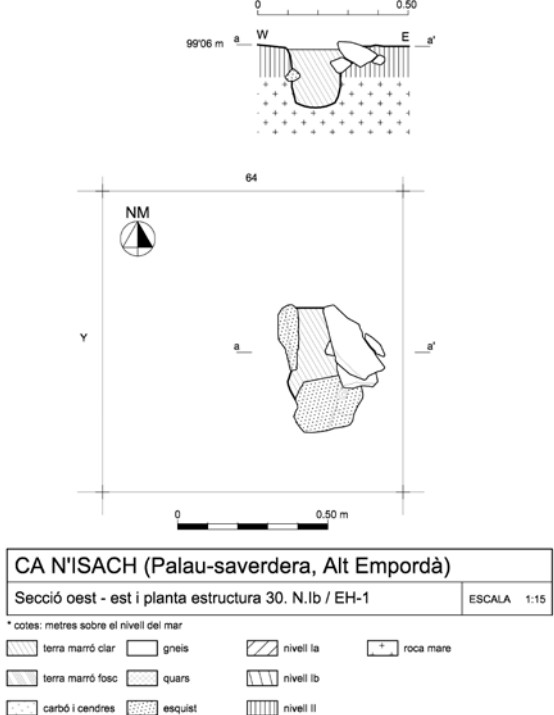 0 0.50
W E
99'06 m a a'
64
NM
Y
a a'
0 0.50 m
CA N'ISACH (Palau-saverdera, Alt Empordà)
Secció oest - est i planta estructura 30. N.Ib / EH-1 ESCALA 1:15
* cotes: metres sobre el nivell del mar
terra marró clar gneis nivell Ia roca mare
terra marró fosc quars nivell Ib
carbó i cendres esquist nivell II